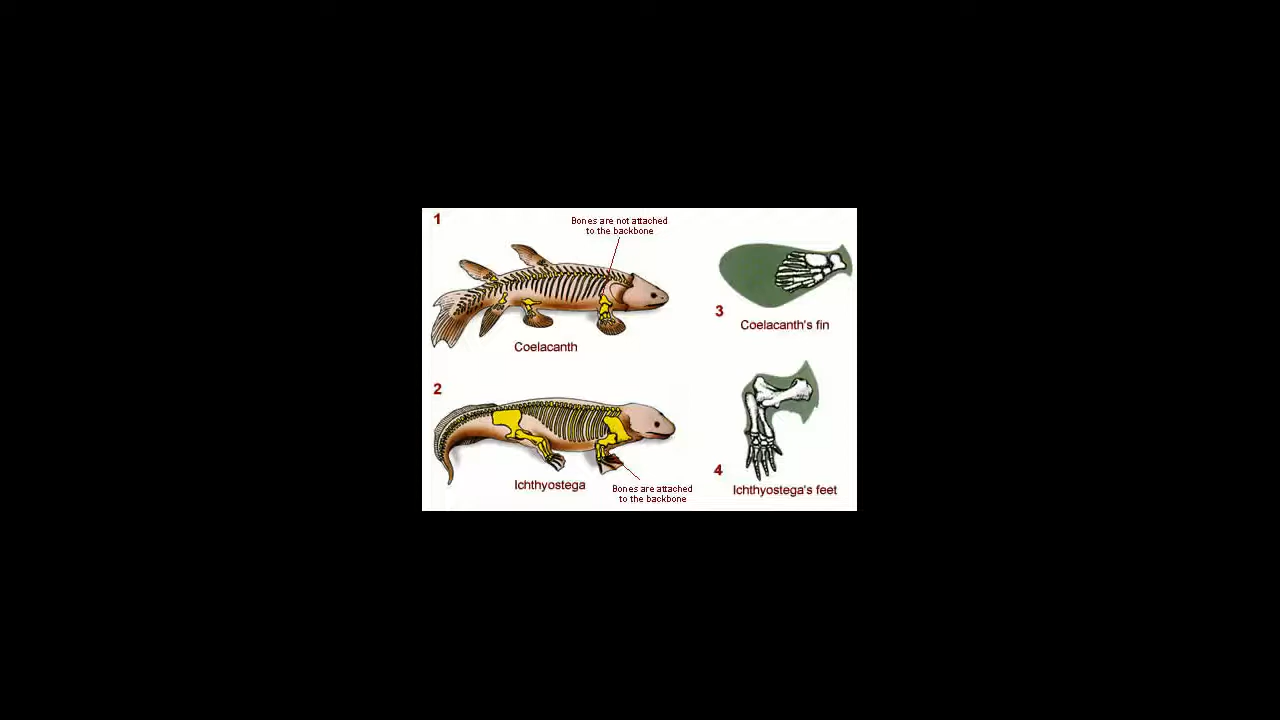 1
Bones are not attached
to the backbone
Coelacanth
3
Coelacanth's fin
2
Ichthyostega
Bones are attached
to the backbone
4
Ichthyostega's feet